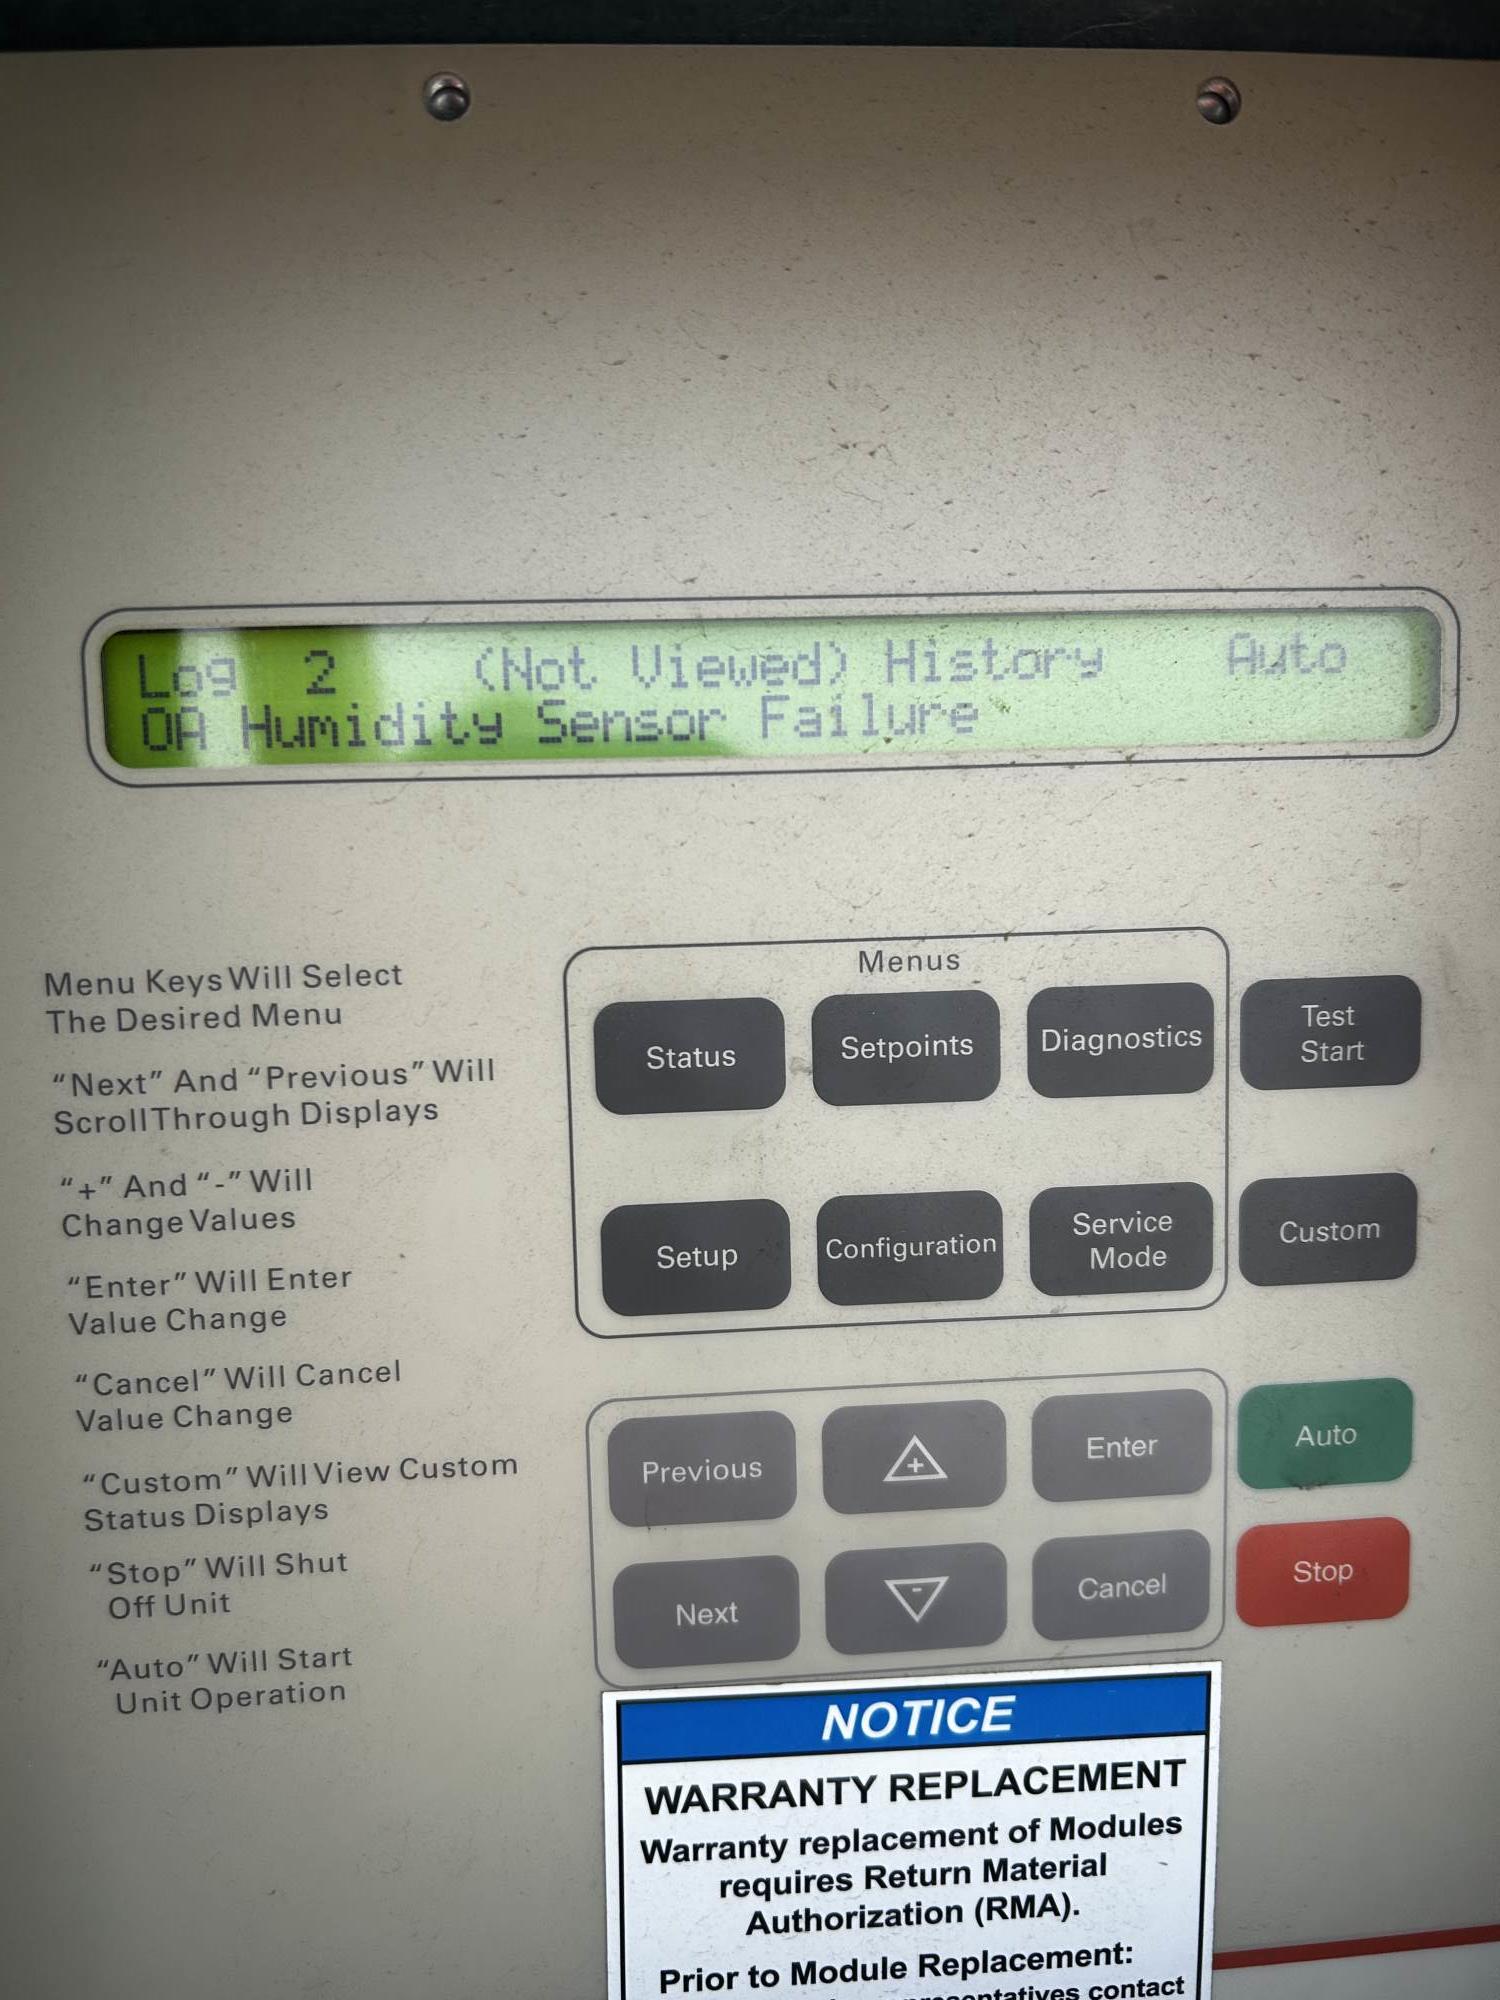 Log 2 (Not Viewed) History Auto
OA Humidity Sensor Failure
Menu Keys Will Select
The Desired Menu
"Next" And "Previous" Will
Scroll Through Displays
"+" And "-" Will
Change Values
"Enter" Will Enter
Value Change
"Cancel" Will Cancel
Value Change
"Custom" Will View Custom
Status Displays
"Stop" Will Shut
Off Unit
"Auto" Will Start
Unit Operation
Menus
Status
Setpoints
Diagnostics
Test
Start
Setup
Configuration
Service
Mode
Custom
Previous
+
Enter
Auto
Next
-
Cancel
Stop
NOTICE
WARRANTY REPLACEMENT
Warranty replacement of Modules
requires Return Material
Authorization (RMA).
Prior to Module Replacement:
contact